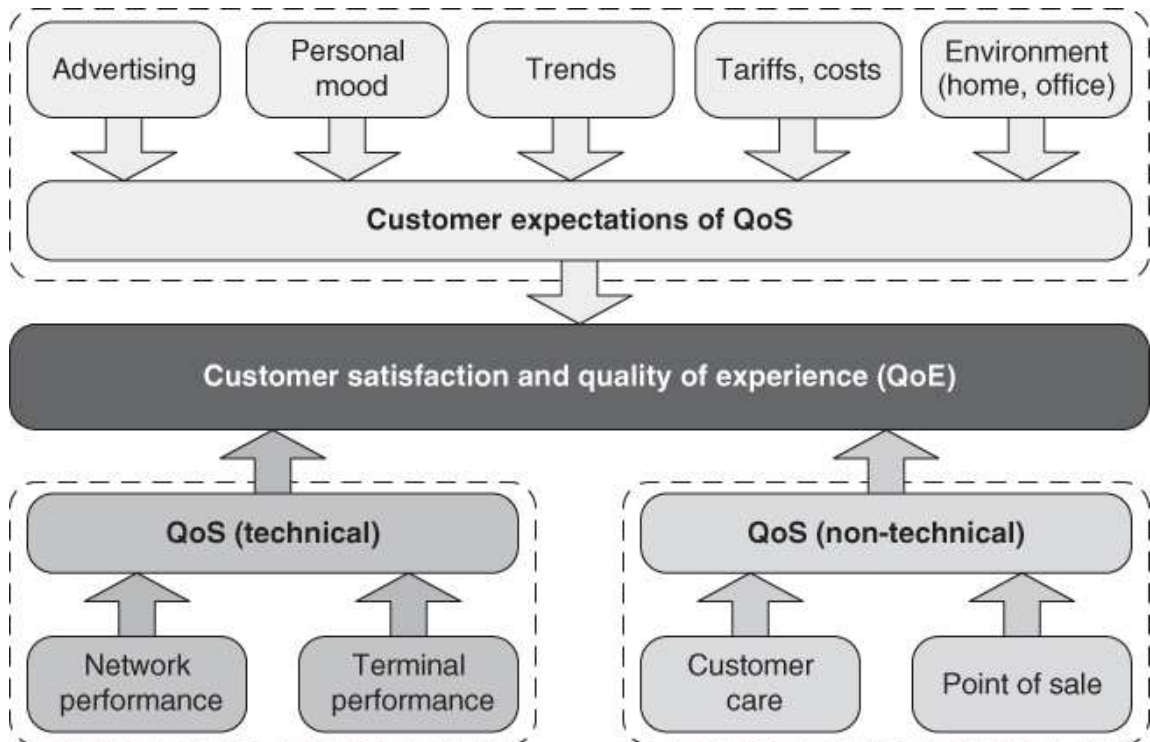 Advertising
Personal
mood
Trends
Tariffs, costs
Environment
(home, office)
Customer expectations of QoS
Customer satisfaction and quality of experience (QoE)
QoS (technical)
QoS (non-technical)
Network
performance
Terminal
performance
Customer
care
Point of sale